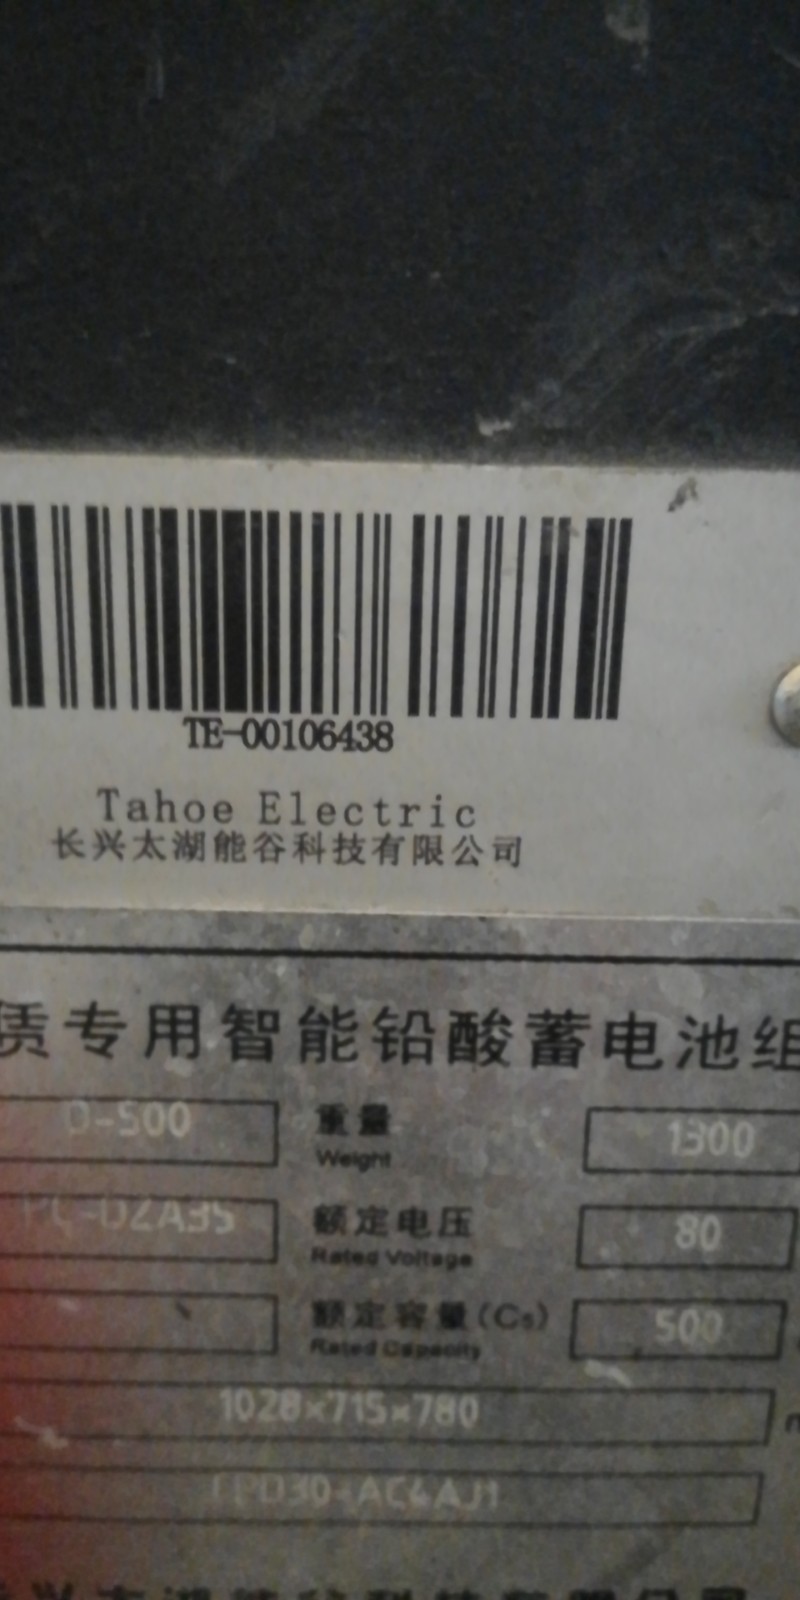 TE-00106438
Tahoe Electric
长兴太湖能谷科技有限公司
赁专用智能铅酸蓄电池组
D-500 重量 1300
Weight
额定电压 80
Rated Voltage
额定容量(C₅) 500
Rated Capacity
1028×715×780